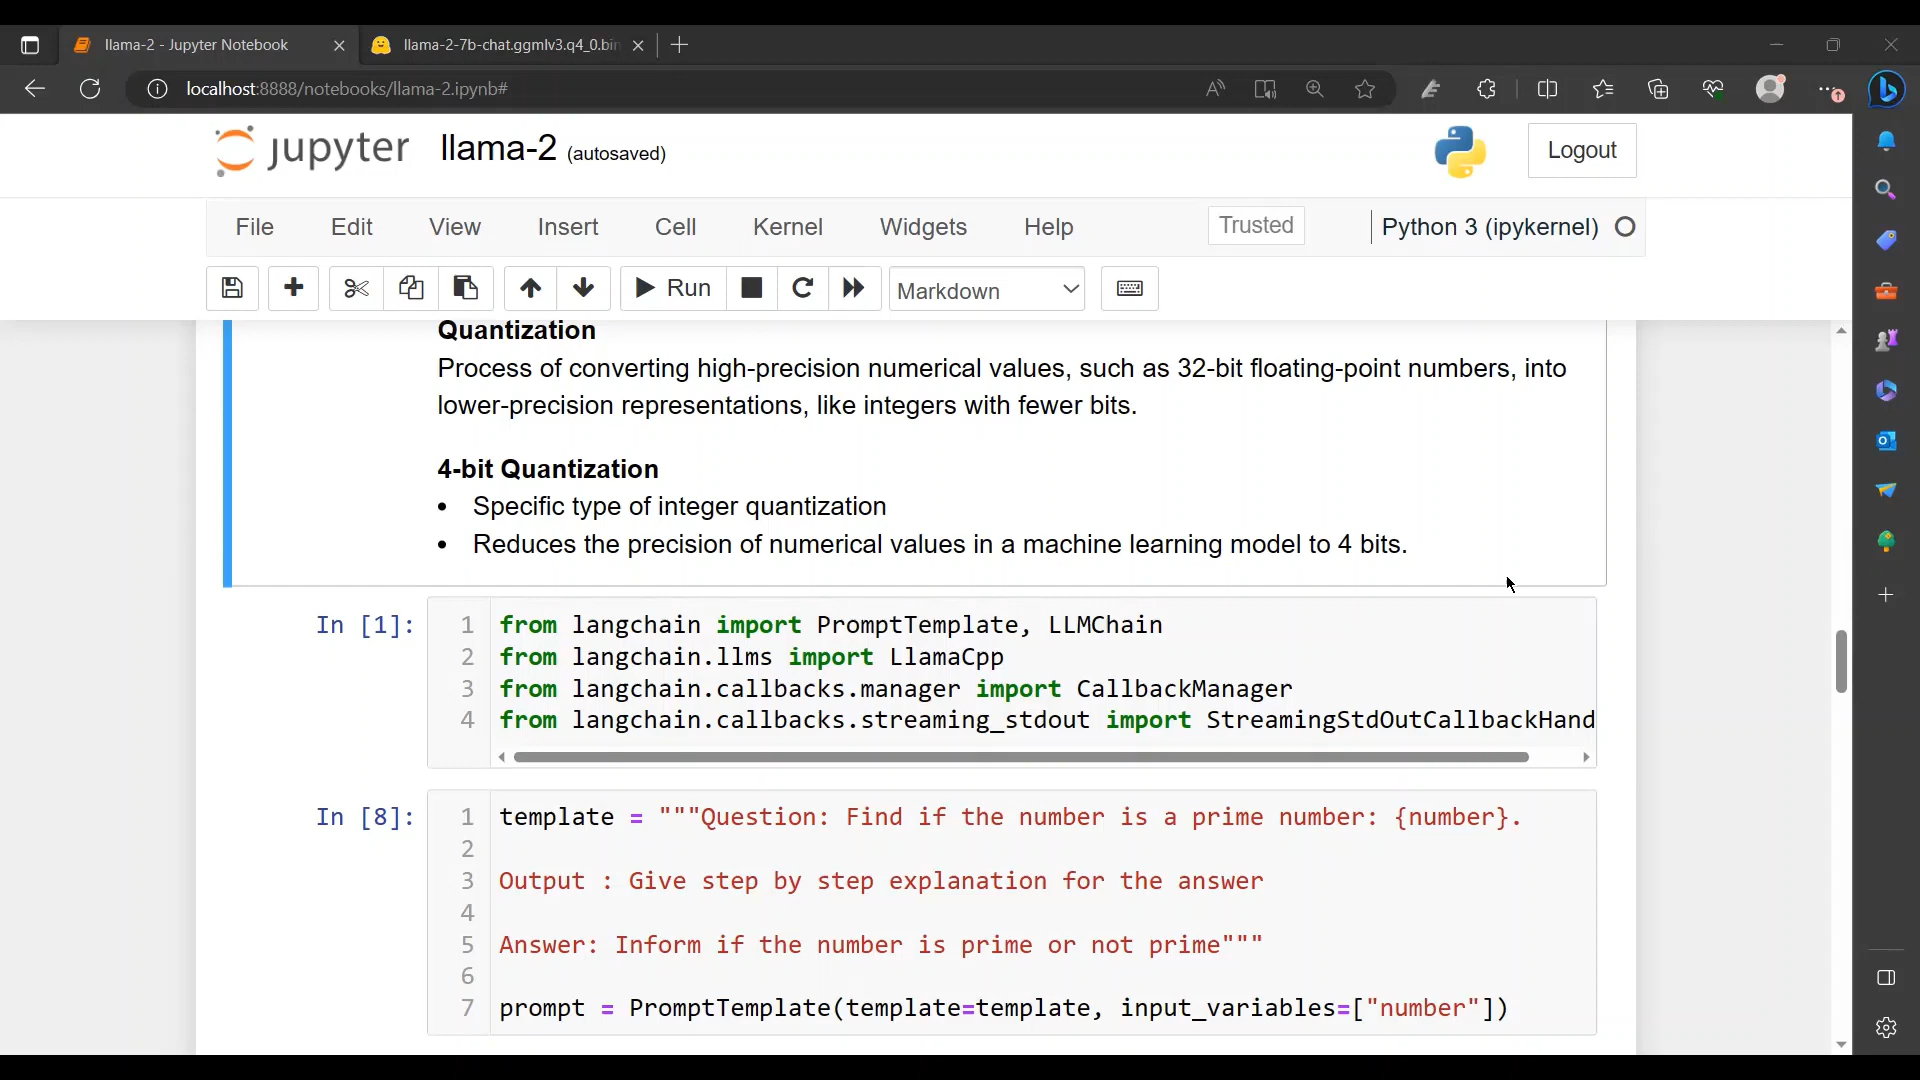 llama-2 - Jupyter Notebook
llama-2-7b-chat.ggmlv3.q4_0.bin
localhost:8888/notebooks/llama-2.ipynb#
jupyter llama-2 (autosaved)
Logout
File Edit View Insert Cell Kernel Widgets Help
Trusted
Python 3 (ipykernel)
Run
Markdown
Quantization
Process of converting high-precision numerical values, such as 32-bit floating-point numbers, into
lower-precision representations, like integers with fewer bits.
4-bit Quantization
• Specific type of integer quantization
• Reduces the precision of numerical values in a machine learning model to 4 bits.
In [1]:
1 from langchain import PromptTemplate, LLMChain
2 from langchain.llms import LlamaCpp
3 from langchain.callbacks.manager import CallbackManager
4 from langchain.callbacks.streaming_stdout import StreamingStdOutCallbackHand
In [8]:
1 template = """Question: Find if the number is a prime number: {number}.
2
3 Output : Give step by step explanation for the answer
4
5 Answer: Inform if the number is prime or not prime"""
6
7 prompt = PromptTemplate(template=template, input_variables=["number"])